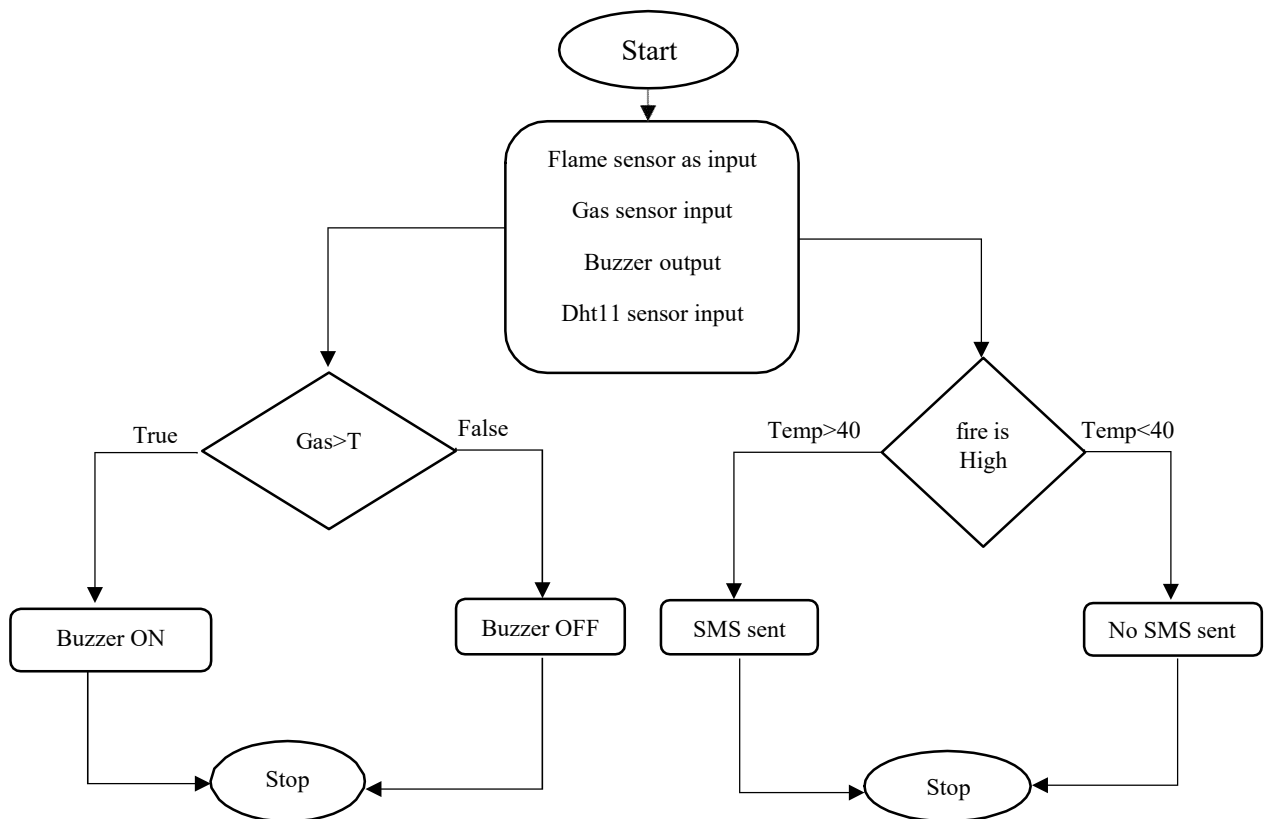 Start
Flame sensor as input
Gas sensor input
Buzzer output
Dht11 sensor input
True
Gas>T
False
Temp>40
fire is
High
Temp<40
Buzzer ON
Buzzer OFF
SMS sent
No SMS sent
Stop
Stop